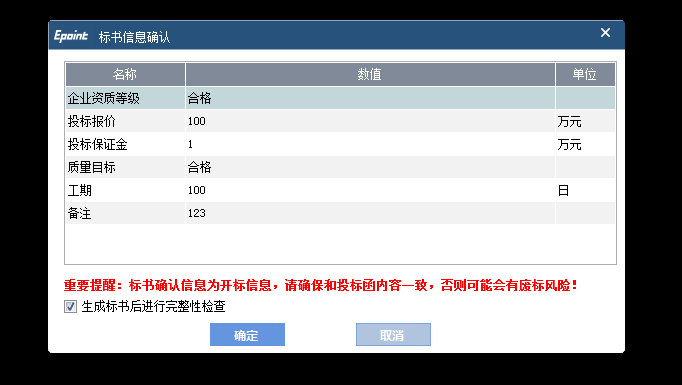 Epoint 标书信息确认
名称 数值 单位
企业资质等级 合格
投标报价 100 万元
投标保证金 1 万元
质量目标 合格
工期 100 日
备注 123
重要提醒：标书确认信息为开标信息，请确保和投标函内容一致，否则可能会有废标风险！
生成标书后进行完整性检查
确定 取消